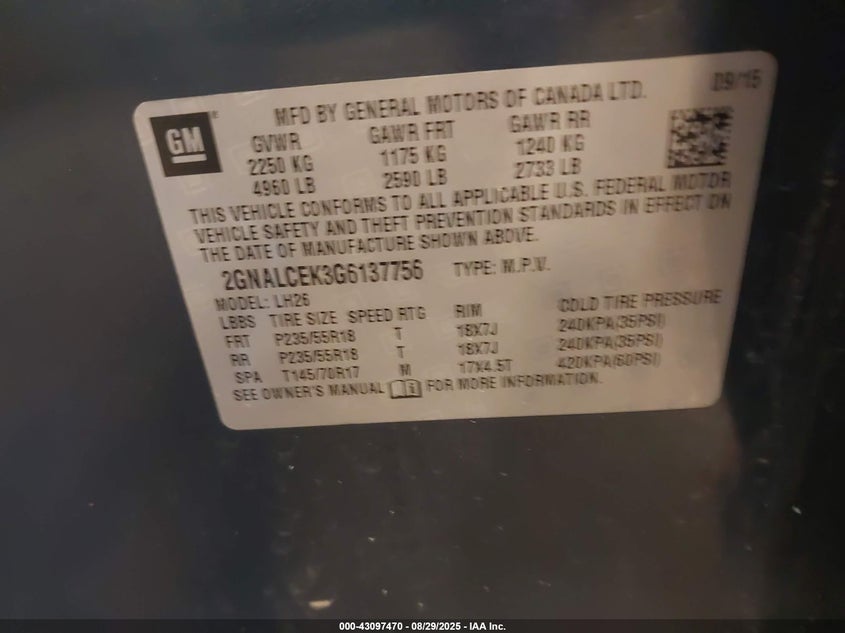 09/15
MFD BY GENERAL MOTORS OF CANADA LTD.
GM
GVWR GAWR FRT GAWR RR
2250 KG 1175 KG 1240 KG
4960 LB 2590 LB 2733 LB
THIS VEHICLE CONFORMS TO ALL APPLICABLE U.S. FEDERAL MOTOR
VEHICLE SAFETY AND THEFT PREVENTION STANDARDS IN EFFECT ON
THE DATE OF MANUFACTURE SHOWN ABOVE.
2GNALCEK3G6137756 TYPE: M.P.V.
MODEL: LH26
LBBS TIRE SIZE SPEED RTG RIM COLD TIRE PRESSURE
FRT P235/55R18 T 18X7J 240KPA(35PSI)
RR P235/55R18 T 18X7J 240KPA(35PSI)
SPA T145/70R17 M 17X4.5T 420KPA(60PSI)
SEE OWNER'S MANUAL FOR MORE INFORMATION.
000-43097470 - 08/29/2025 - IAA Inc.